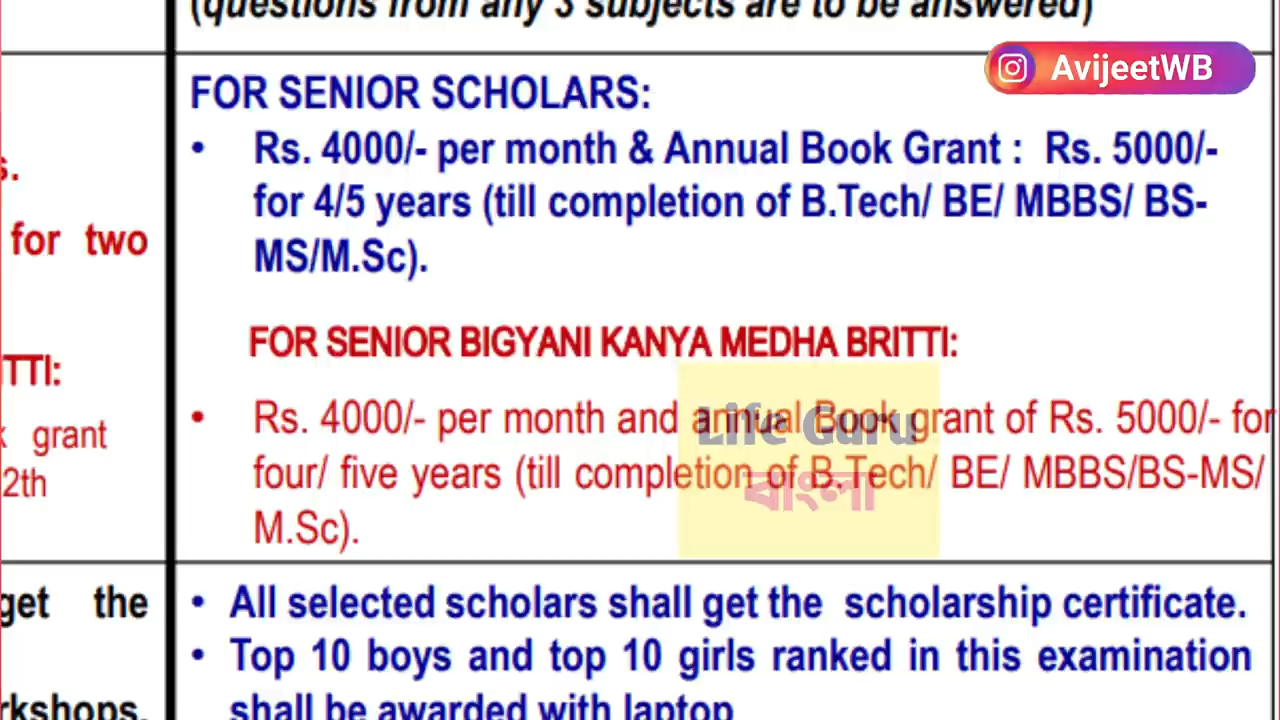 (questions from any 3 subjects are to be answered)
AvijeetWB
s.
for two
ITTI:
grant
2th
get the
rkshops.
FOR SENIOR SCHOLARS:
• Rs. 4000/- per month & Annual Book Grant : Rs. 5000/-
for 4/5 years (till completion of B.Tech/ BE/ MBBS/ BS-
MS/M.Sc).
FOR SENIOR BIGYANI KANYA MEDHA BRITTI:
• Rs. 4000/- per month and annual Book grant of Rs. 5000/- for
four/ five years (till completion of B.Tech/ BE/ MBBS/BS-MS/
M.Sc).
Life Guru
বাংলা
• All selected scholars shall get the scholarship certificate.
• Top 10 boys and top 10 girls ranked in this examination
shall be awarded with laptop